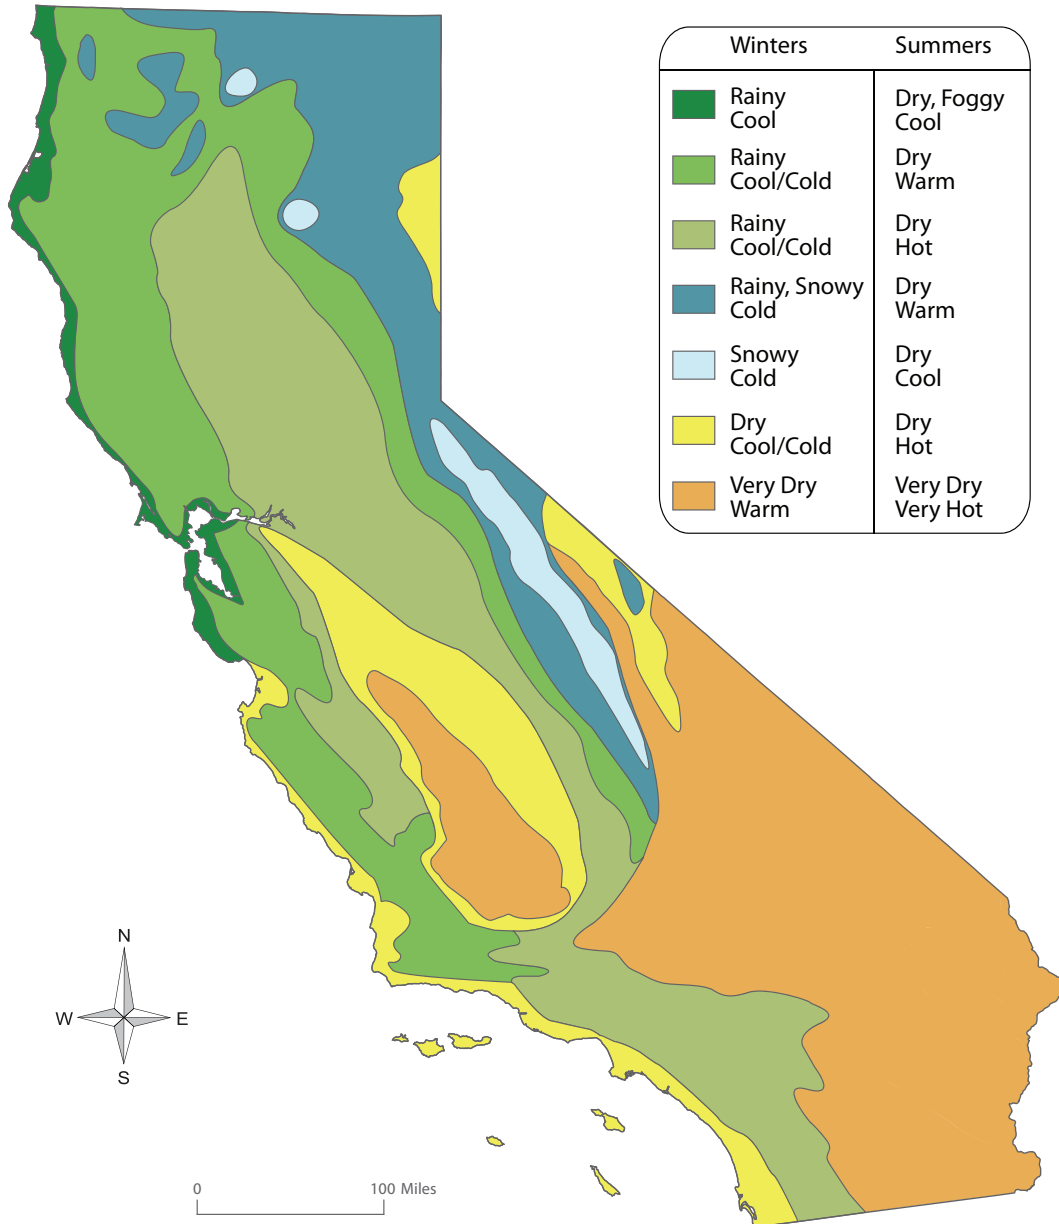 Winters Summers
Rainy Dry, Foggy
Cool Cool
Rainy Dry
Cool/Cold Warm
Rainy Dry
Cool/Cold Hot
Rainy, Snowy Dry
Cold Warm
Snowy Dry
Cold Cool
Dry Dry
Cool/Cold Hot
Very Dry Very Dry
Warm Very Hot
N
W E
S
0 100 Miles